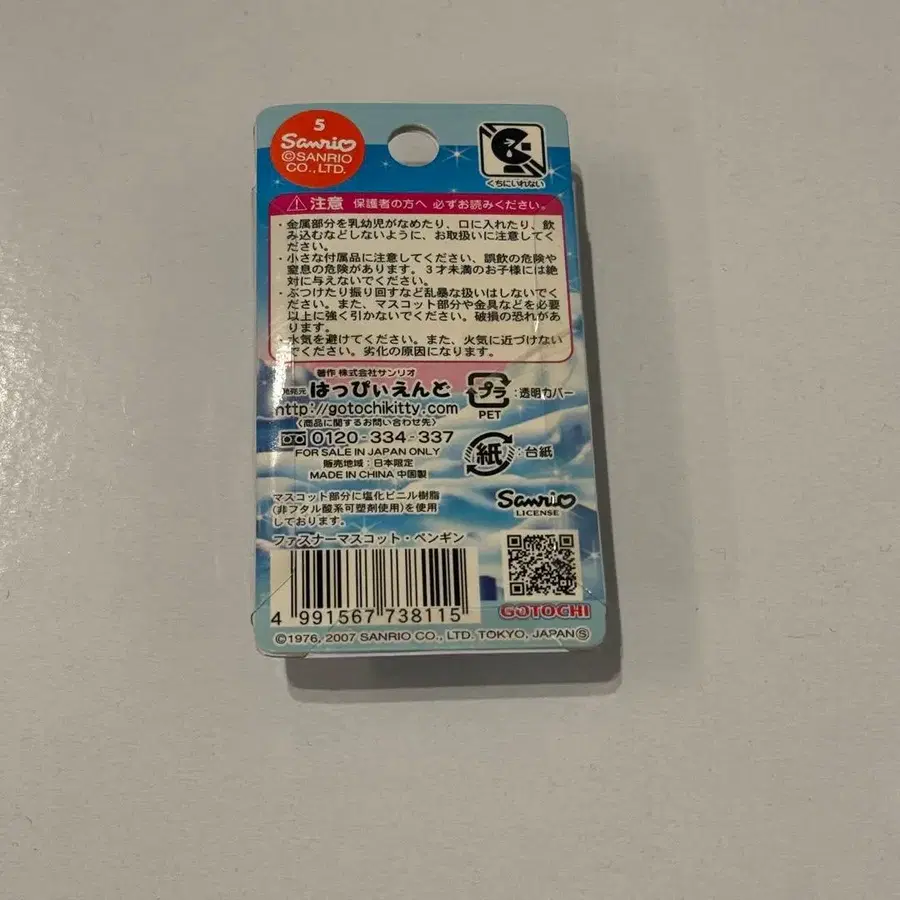 5
Sanrio
©SANRIO
CO., LTD.
くちにいれない
注意 保護者の方へ 必ずお読みください。
・金属部分を乳幼児がなめたり、口に入れたり、飲
み込むなどしないように、お取扱いに注意してく
ださい。
・小さな付属品に注意してください、誤飲の危険や
窒息の危険があります。3才未満のお子様には絶
対に与えないでください。
・ぶつけたり振り回すなど乱暴な扱いはしないでく
ださい。また、マスコット部分や金具などを必要
以上に強く引かないでください。破損の恐れがあ
ります。
・水気を避けてください。また、火気に近づけない
でください。劣化の原因になります。
著作 株式会社サンリオ
発売元 はっぴぃえんど
http://gotochikitty.com
〈商品に関するお問い合わせ先〉
0120-334-337
FOR SALE IN JAPAN ONLY
販売地域：日本限定
MADE IN CHINA 中国製
プラ :透明カバー
PET
紙 :台紙
マスコット部分に塩化ビニル樹脂
(非フタル酸系可塑剤使用)を使用
しております。
Sanrio
LICENSE
ファスナーマスコット・ペンギン
4 991567 738115
GOTOCHI
©1976, 2007 SANRIO CO., LTD. TOKYO, JAPAN Ⓢ